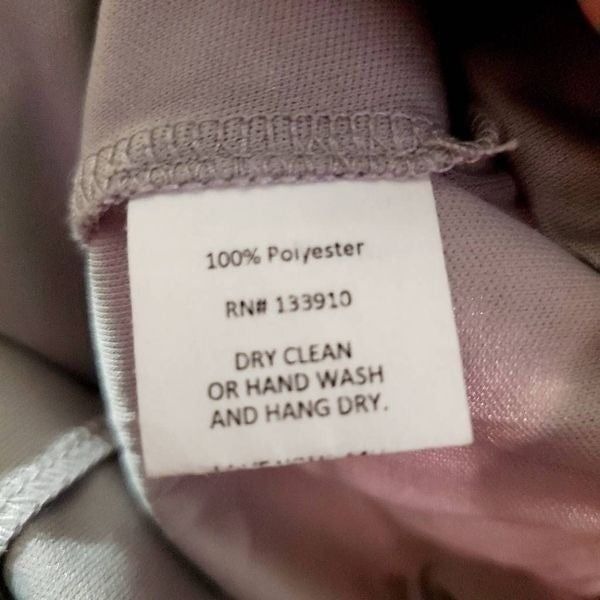 100% Polyester
RN# 133910
DRY CLEAN
OR HAND WASH
AND HANG DRY.